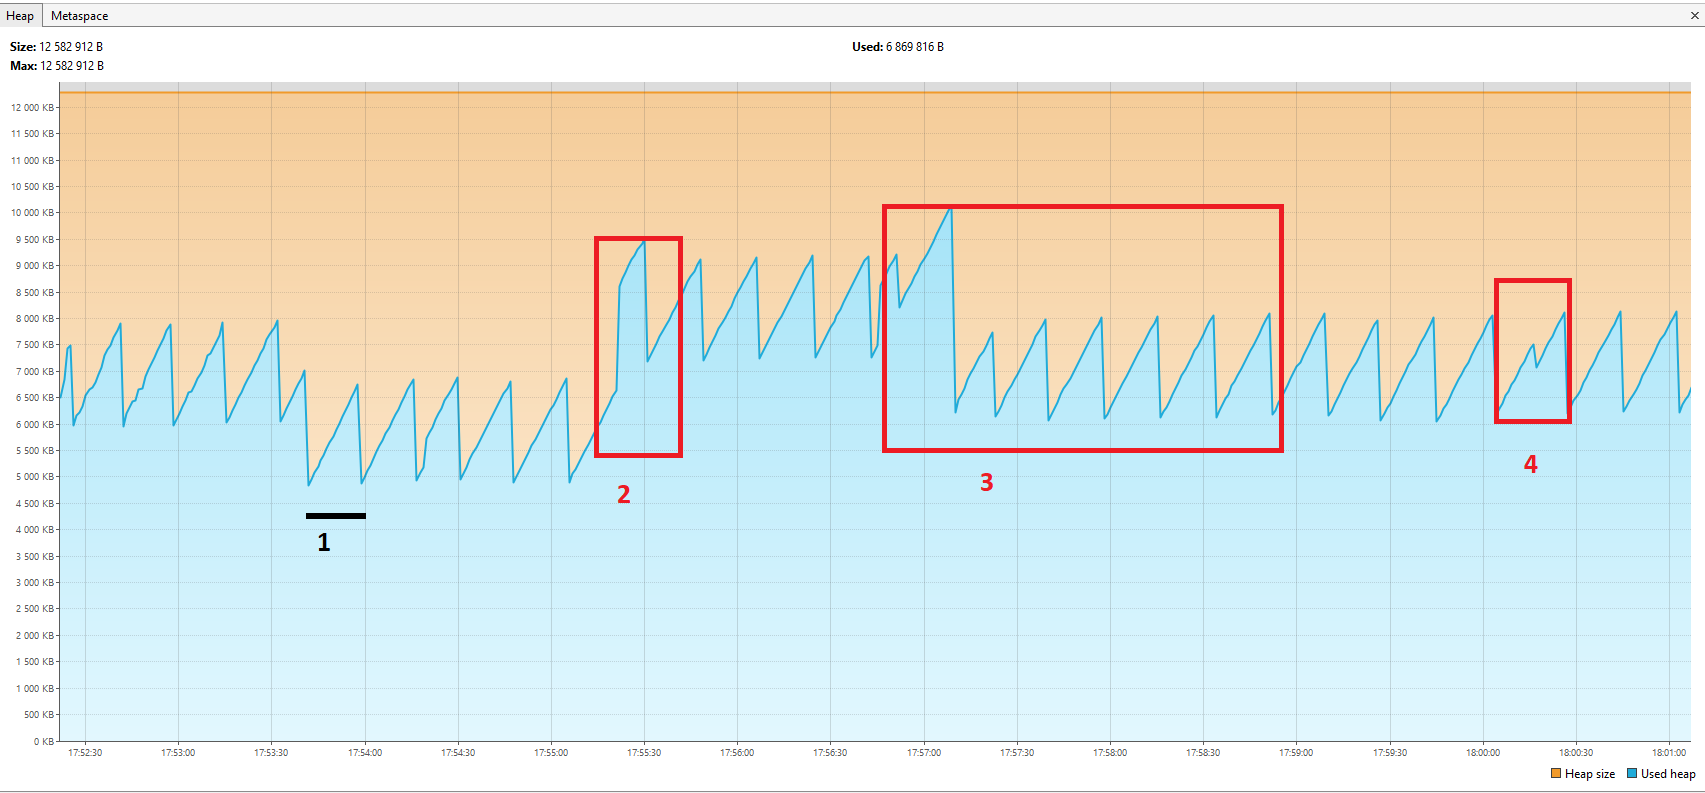 Heap Metaspace ×
Size: 12 582 912 B Used: 6 869 816 B
Max: 12 582 912 B
12 000 KB
11 500 KB
11 000 KB
10 500 KB
10 000 KB
9 500 KB
9 000 KB
8 500 KB
8 000 KB
7 500 KB
7 000 KB
6 500 KB
6 000 KB
5 500 KB
5 000 KB
4 500 KB
4 000 KB
3 500 KB
3 000 KB
2 500 KB
2 000 KB
1 500 KB
1 000 KB
500 KB
0 KB
1
2
3
4
17:52:30 17:53:00 17:53:30 17:54:00 17:54:30 17:55:00 17:55:30 17:56:00 17:56:30 17:57:00 17:57:30 17:58:00 17:58:30 17:59:00 17:59:30 18:00:00 18:00:30 18:01:00
Heap size Used heap